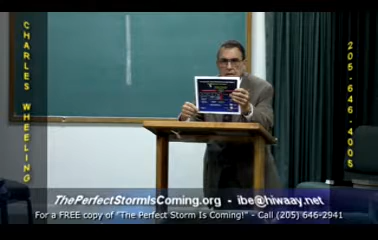 CHARLES WHEELING
205-646-4005
ThePerfectStormIsComing.org - ibe@hiwaay.net
For a FREE copy of "The Perfect Storm Is Coming!" - Call (205) 646-2941